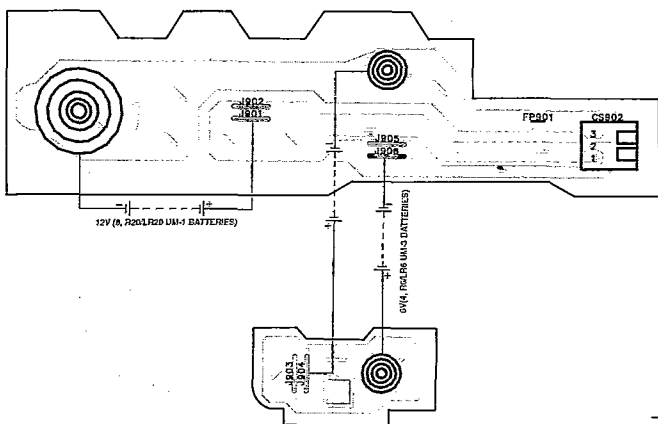 J902
J901
FP901
CS902
3
2
1
J905
J906
12V (8, R20/LR20 UM-1 BATTERIES)
6V(4, R6/LR6 UM-3 BATTERIES)
J903
J904